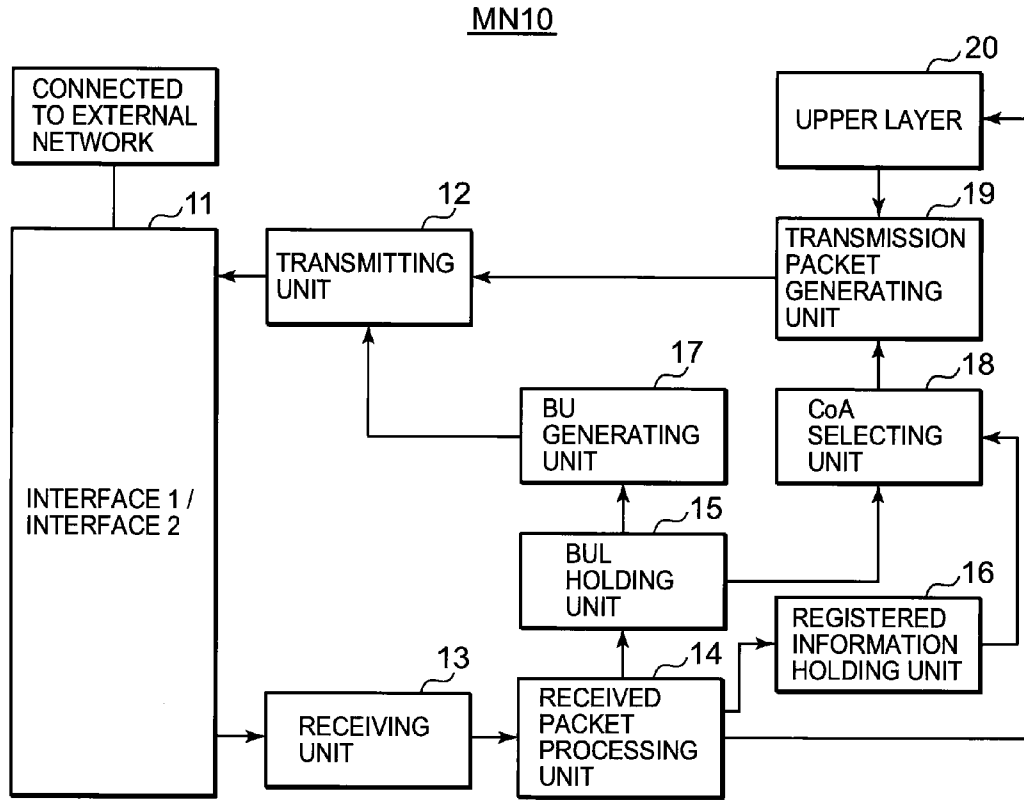 MN10
CONNECTED
TO EXTERNAL
NETWORK
20
UPPER LAYER
11
12
TRANSMITTING
UNIT
19
TRANSMISSION
PACKET
GENERATING
UNIT
17
BU
GENERATING
UNIT
18
CoA
SELECTING
UNIT
INTERFACE 1 /
INTERFACE 2
15
BUL
HOLDING
UNIT
16
REGISTERED
INFORMATION
HOLDING UNIT
13
RECEIVING
UNIT
14
RECEIVED
PACKET
PROCESSING
UNIT